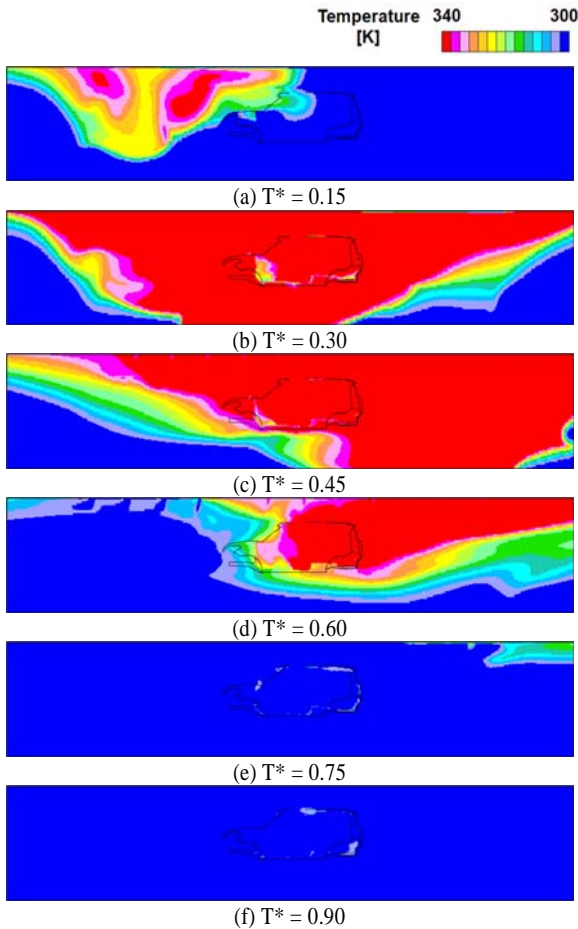 Temperature 340 300
[K]
(a) T* = 0.15
(b) T* = 0.30
(c) T* = 0.45
(d) T* = 0.60
(e) T* = 0.75
(f) T* = 0.90